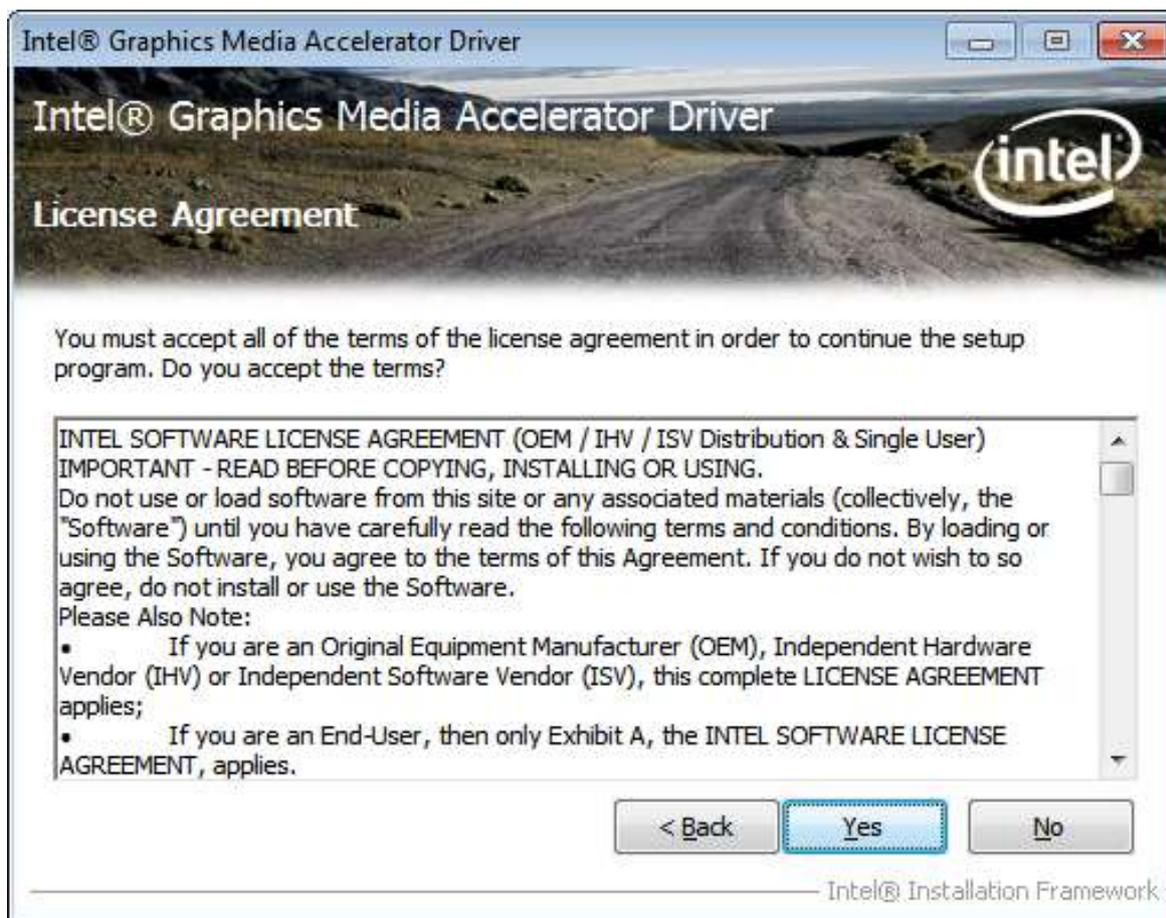 Intel® Graphics Media Accelerator Driver
Intel® Graphics Media Accelerator Driver
intel
License Agreement
You must accept all of the terms of the license agreement in order to continue the setup
program. Do you accept the terms?
INTEL SOFTWARE LICENSE AGREEMENT (OEM / IHV / ISV Distribution & Single User)
IMPORTANT - READ BEFORE COPYING, INSTALLING OR USING.
Do not use or load software from this site or any associated materials (collectively, the
"Software") until you have carefully read the following terms and conditions. By loading or
using the Software, you agree to the terms of this Agreement. If you do not wish to so
agree, do not install or use the Software.
Please Also Note:
• If you are an Original Equipment Manufacturer (OEM), Independent Hardware
Vendor (IHV) or Independent Software Vendor (ISV), this complete LICENSE AGREEMENT
applies;
• If you are an End-User, then only Exhibit A, the INTEL SOFTWARE LICENSE
AGREEMENT, applies.
< Back Yes No
Intel® Installation Framework